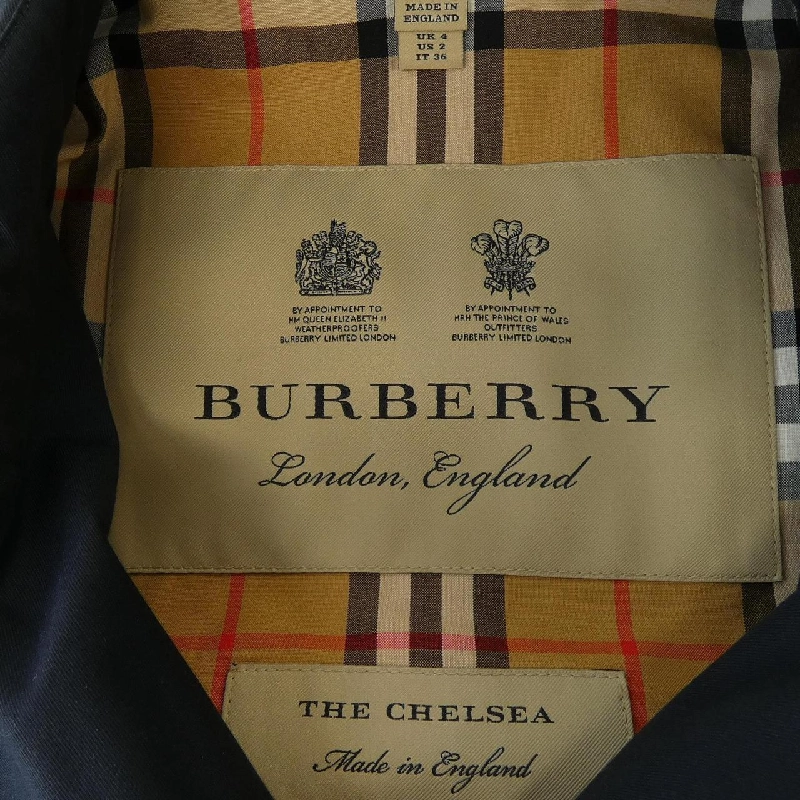 MADE IN
ENGLAND
UK 4
US 2
IT 36
BY APPOINTMENT TO
HM QUEEN ELIZABETH II
WEATHERPROOFERS
BURBERRY LIMITED LONDON
BY APPOINTMENT TO
HRH THE PRINCE OF WALES
OUTFITTERS
BURBERRY LIMITED LONDON
BURBERRY
London, England
THE CHELSEA
Made in England